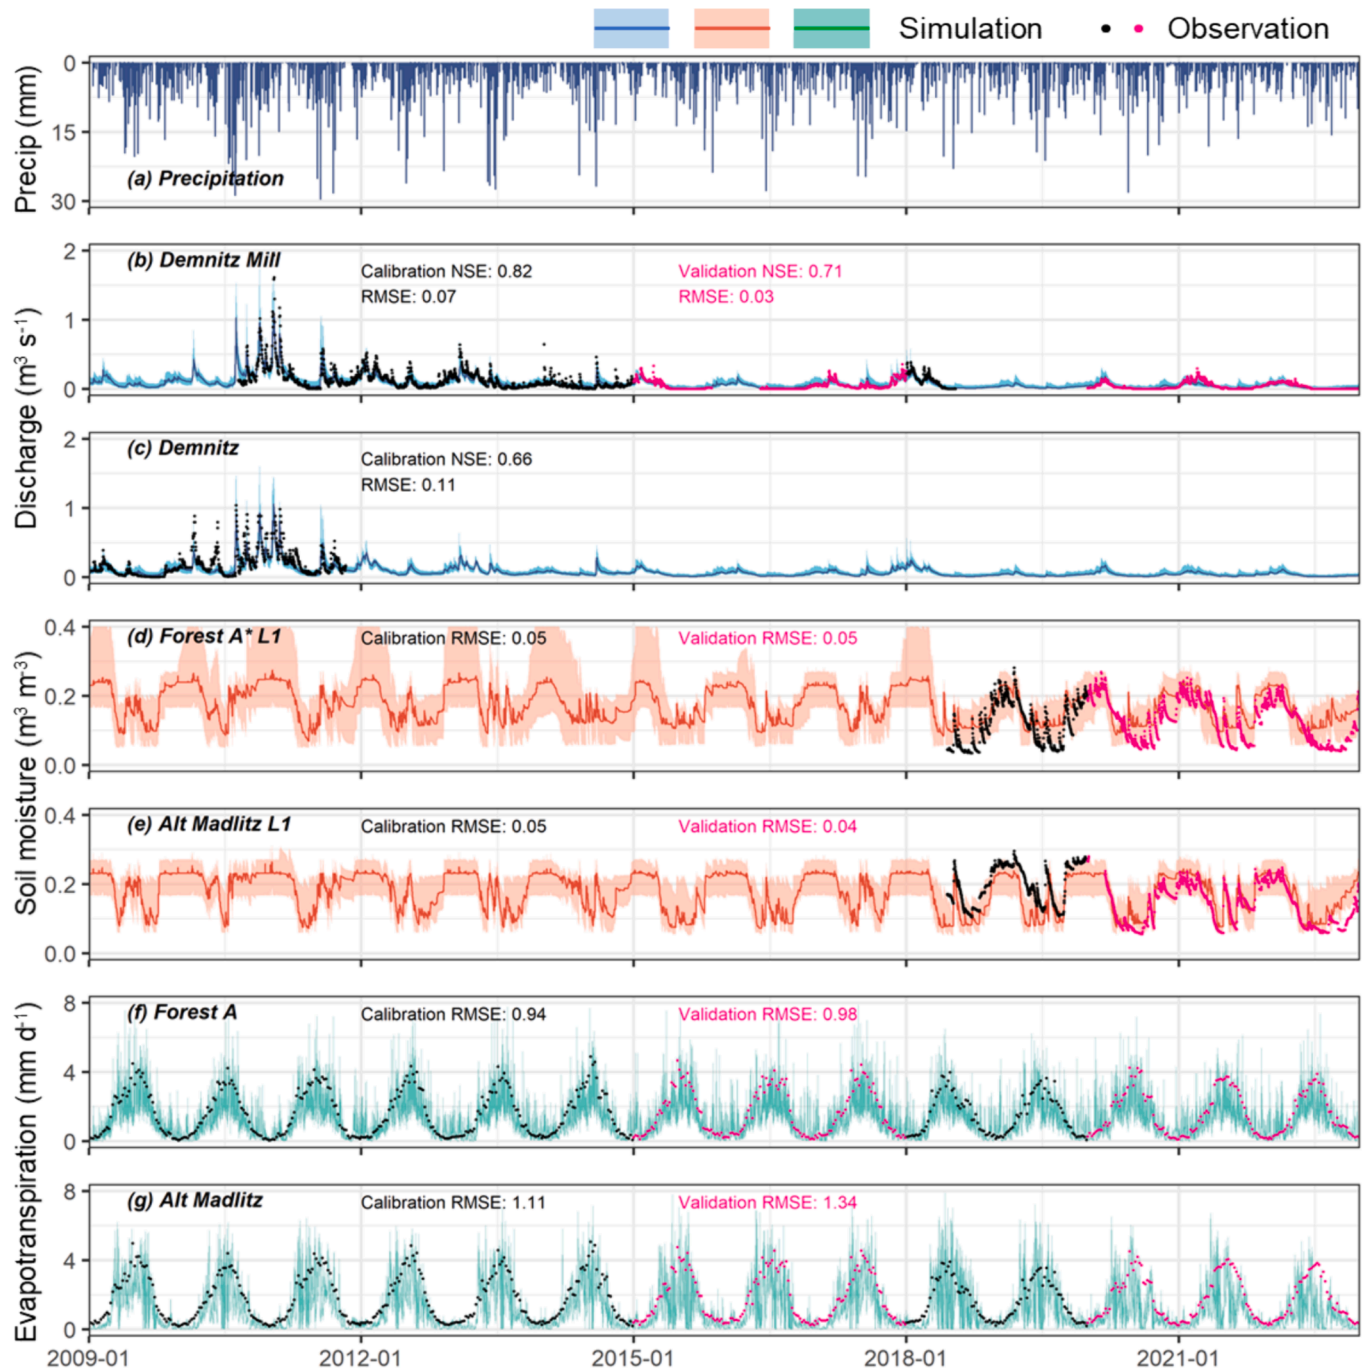 Simulation
Observation
Precip (mm)
0
15
30
(a) Precipitation
Discharge (m³ s⁻¹)
2
1
0
(b) Demnitz Mill
Calibration NSE: 0.82
RMSE: 0.07
Validation NSE: 0.71
RMSE: 0.03
2
1
0
(c) Demnitz
Calibration NSE: 0.66
RMSE: 0.11
Soil moisture (m³ m⁻³)
0.4
0.2
0.0
(d) Forest A* L1
Calibration RMSE: 0.05
Validation RMSE: 0.05
0.4
0.2
0.0
(e) Alt Madlitz L1
Calibration RMSE: 0.05
Validation RMSE: 0.04
Evapotranspiration (mm d⁻¹)
8
4
0
(f) Forest A
Calibration RMSE: 0.94
Validation RMSE: 0.98
8
4
0
(g) Alt Madlitz
Calibration RMSE: 1.11
Validation RMSE: 1.34
2009-01
2012-01
2015-01
2018-01
2021-01